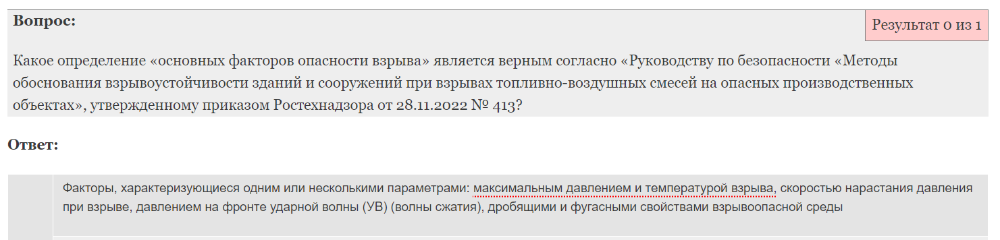 Вопрос:
Результат 0 из 1
Какое определение «основных факторов опасности взрыва» является верным согласно «Руководству по безопасности «Методы
обоснования взрывоустойчивости зданий и сооружений при взрывах топливно-воздушных смесей на опасных производственных
объектах», утвержденному приказом Ростехнадзора от 28.11.2022 № 413?
Ответ:
Факторы, характеризующиеся одним или несколькими параметрами: максимальным давлением и температурой взрыва, скоростью нарастания давления
при взрыве, давлением на фронте ударной волны (УВ) (волны сжатия), дробящими и фугасными свойствами взрывоопасной среды